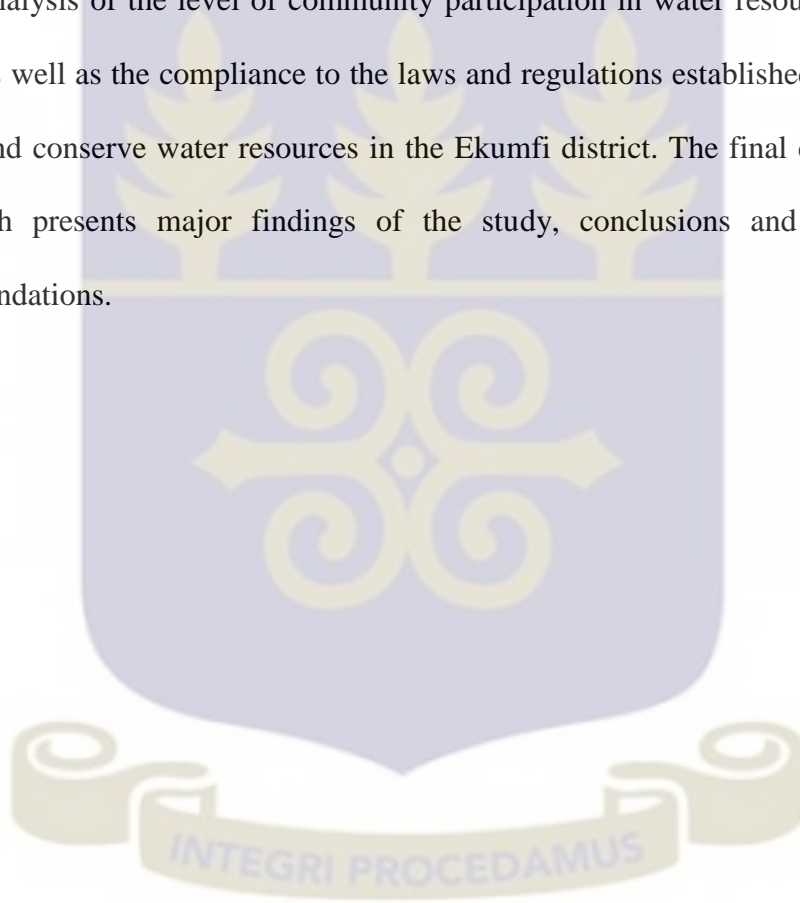 analysis of the level of community participation in water resou
well as the compliance to the laws and regulations established
nd conserve water resources in the Ekumfi district. The final
h presents major findings of the study, conclusions and
ndations.
INTEGRI PROCEDAMUS